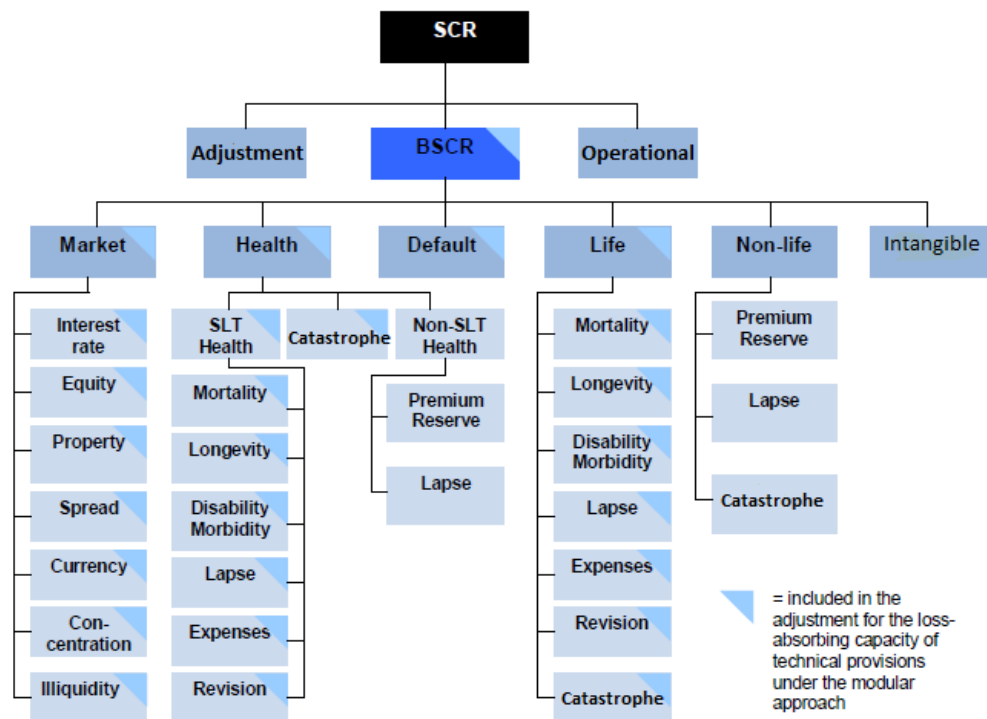 SCR
Adjustment
BSCR
Operational
Market
Health
Default
Life
Non-life
Intangible
Interest
rate
Equity
Property
Spread
Currency
Con-
centration
Illiquidity
SLT
Health
Catastrophe
Non-SLT
Health
Mortality
Longevity
Disability
Morbidity
Lapse
Expenses
Revision
Premium
Reserve
Lapse
Mortality
Longevity
Disability
Morbidity
Lapse
Expenses
Revision
Catastrophe
Premium
Reserve
Lapse
Catastrophe
= included in the
adjustment for the loss-
absorbing capacity of
technical provisions
under the modular
approach